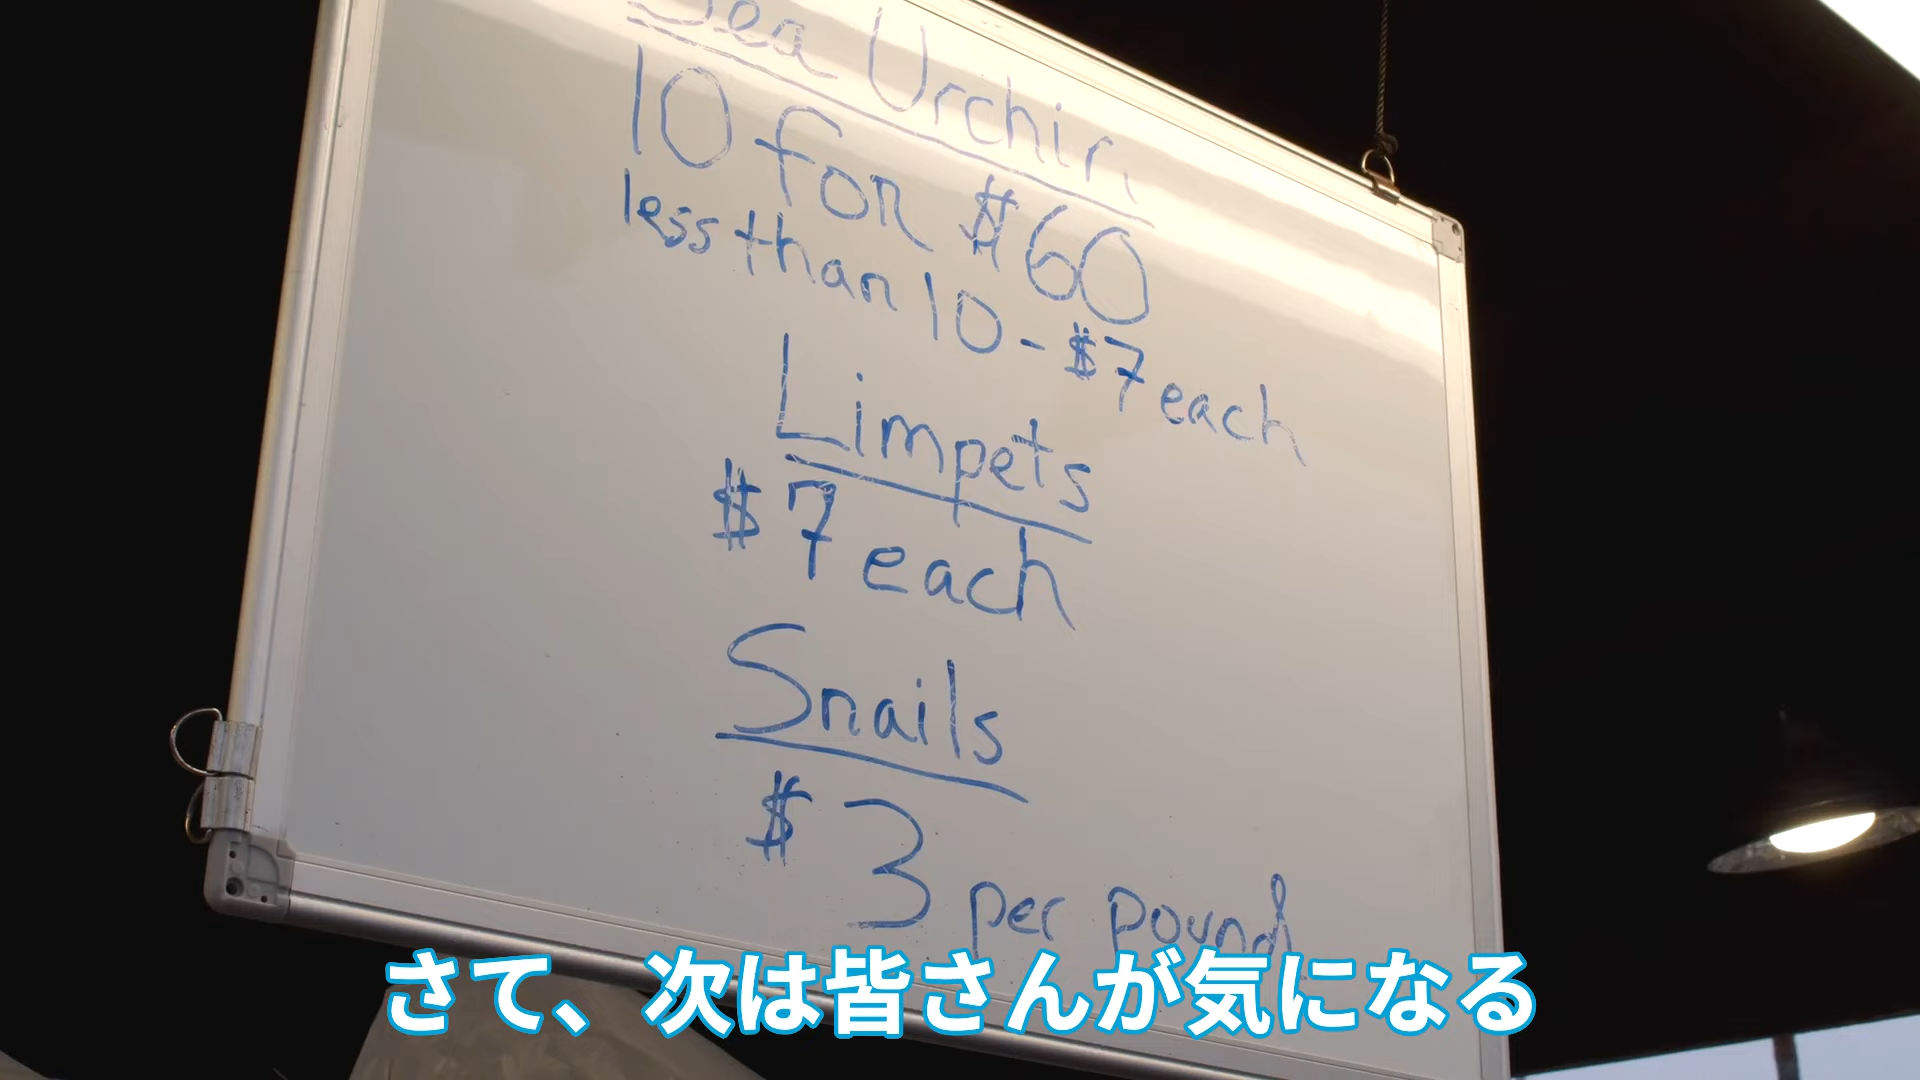 Sea Urchin
10 for $60
less than 10 - $7 each
Limpets
$7 each
Snails
$3 per pound
さて、次は皆さんが気になる